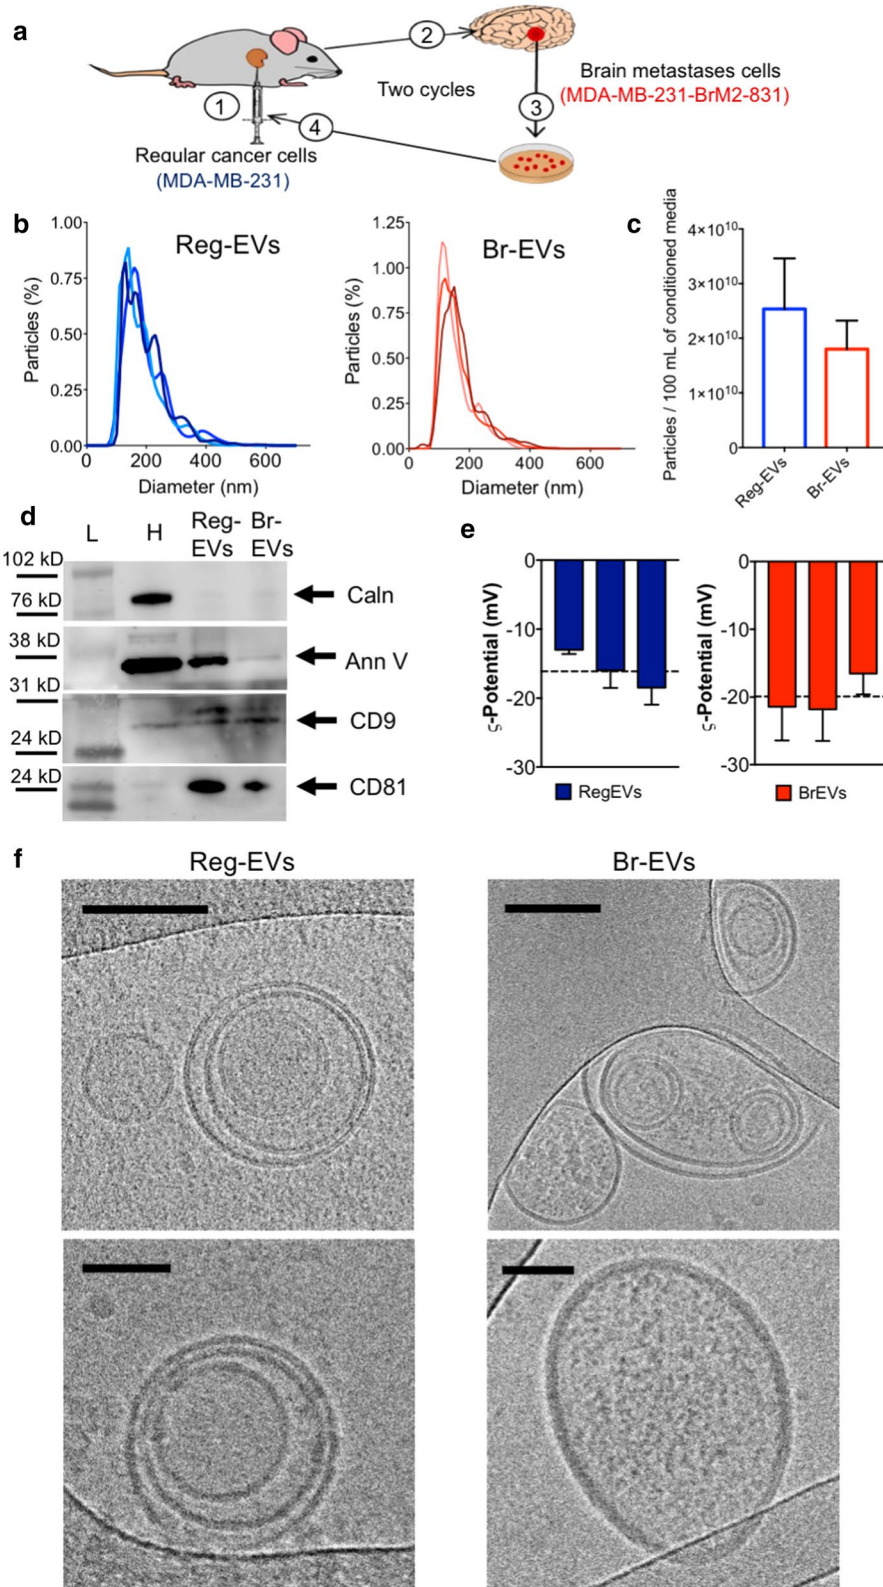 a
1
2
3
4
Two cycles
Brain metastases cells
(MDA-MB-231-BrM2-831)
Regular cancer cells
(MDA-MB-231)
b
Reg-EVs
Particles (%)
1.00
0.75
0.50
0.25
0.00
0 200 400 600
Diameter (nm)
Br-EVs
Particles (%)
1.25
1.00
0.75
0.50
0.25
0.00
0 200 400 600
Diameter (nm)
c
Particles / 100 mL of conditioned media
4×10¹⁰
3×10¹⁰
2×10¹⁰
1×10¹⁰
0
Reg-EVs
Br-EVs
d
L H Reg-EVs Br-EVs
102 kD
76 kD
Caln
38 kD
Ann V
31 kD
CD9
24 kD
24 kD
CD81
e
ς-Potential (mV)
0
-10
-20
-30
RegEVs
ς-Potential (mV)
0
-10
-20
-30
BrEVs
f
Reg-EVs
Br-EVs